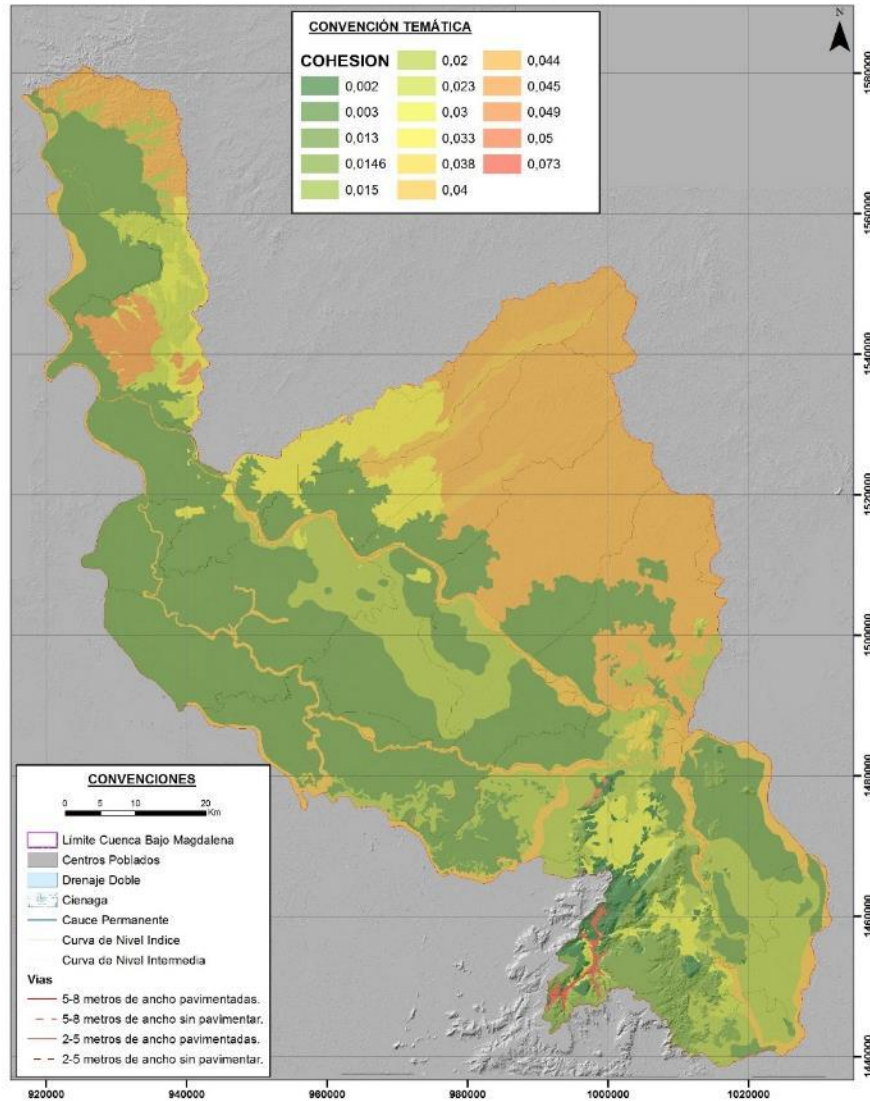 CONVENCIÓN TEMÁTICA
N
COHESION
0,002
0,003
0,013
0,0146
0,015
0,02
0,023
0,03
0,033
0,038
0,04
0,044
0,045
0,049
0,05
0,073
1580000
1560000
1540000
1520000
1500000
1480000
1460000
1440000
CONVENCIONES
0 5 10 20
Km
Límite Cuenca Bajo Magdalena
Centros Poblados
Drenaje Doble
Cienaga
Cauce Permanente
Curva de Nivel Indice
Curva de Nivel Intermedia
Vias
5-8 metros de ancho pavimentadas.
5-8 metros de ancho sin pavimentar.
2-5 metros de ancho pavimentadas.
2-5 metros de ancho sin pavimentar.
920000 940000 960000 980000 1000000 1020000